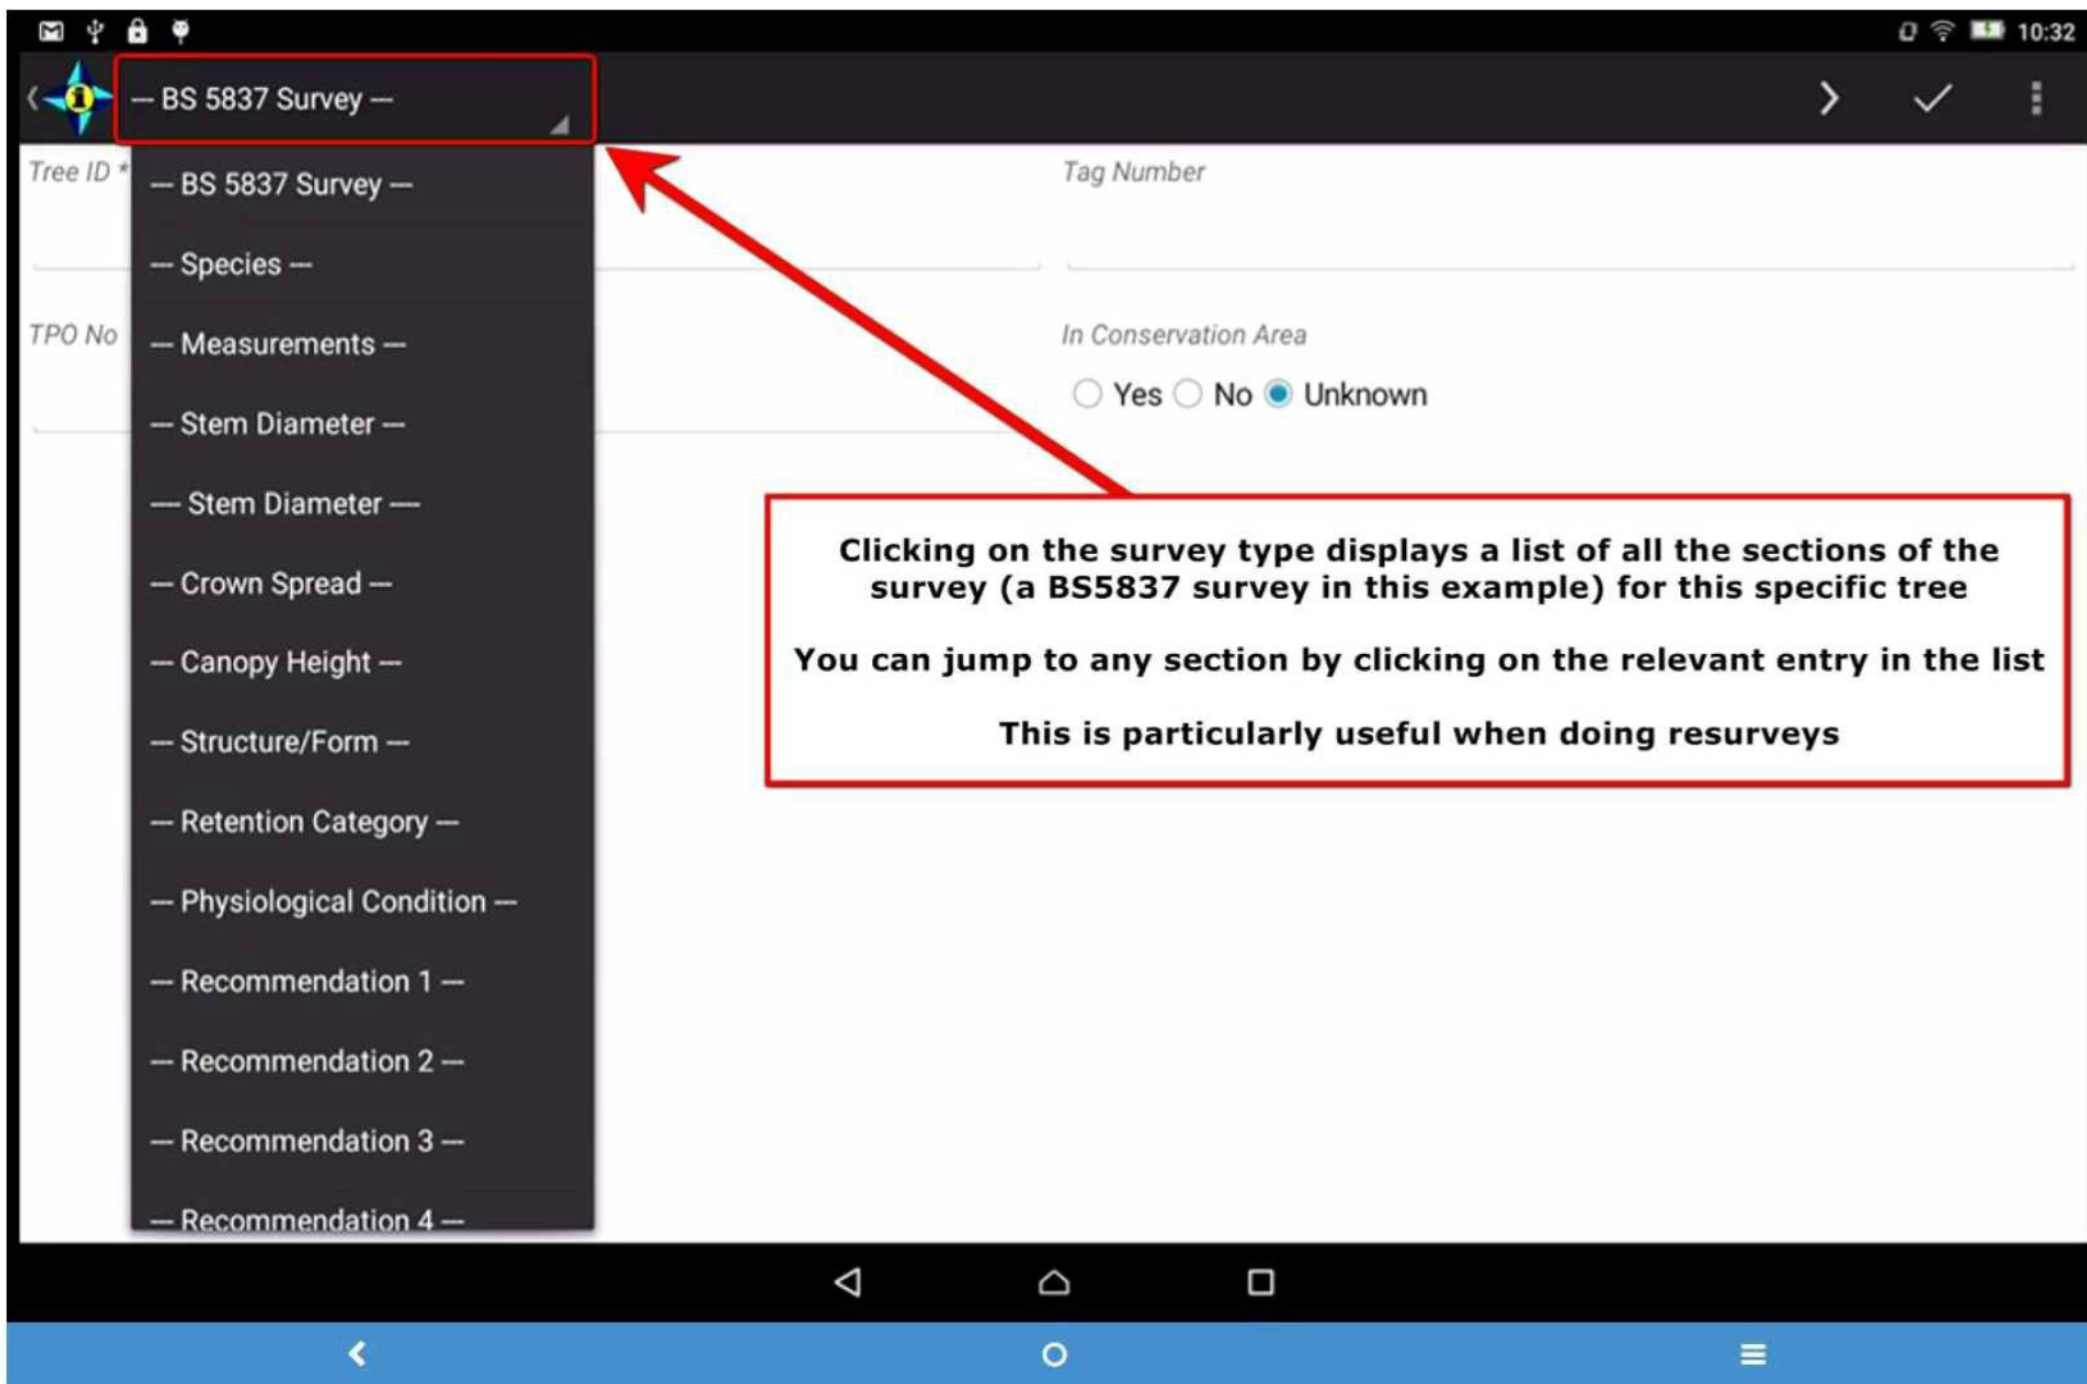 10:32
— BS 5837 Survey —
Tree ID *
Tag Number
— BS 5837 Survey —
— Species —
TPO No
In Conservation Area
— Measurements —
Yes No Unknown
— Stem Diameter —
–– Stem Diameter ––
— Crown Spread —
— Canopy Height —
— Structure/Form —
— Retention Category —
— Physiological Condition —
— Recommendation 1 —
— Recommendation 2 —
— Recommendation 3 —
— Recommendation 4 —
Clicking on the survey type displays a list of all the sections of the
survey (a BS5837 survey in this example) for this specific tree
You can jump to any section by clicking on the relevant entry in the list
This is particularly useful when doing resurveys